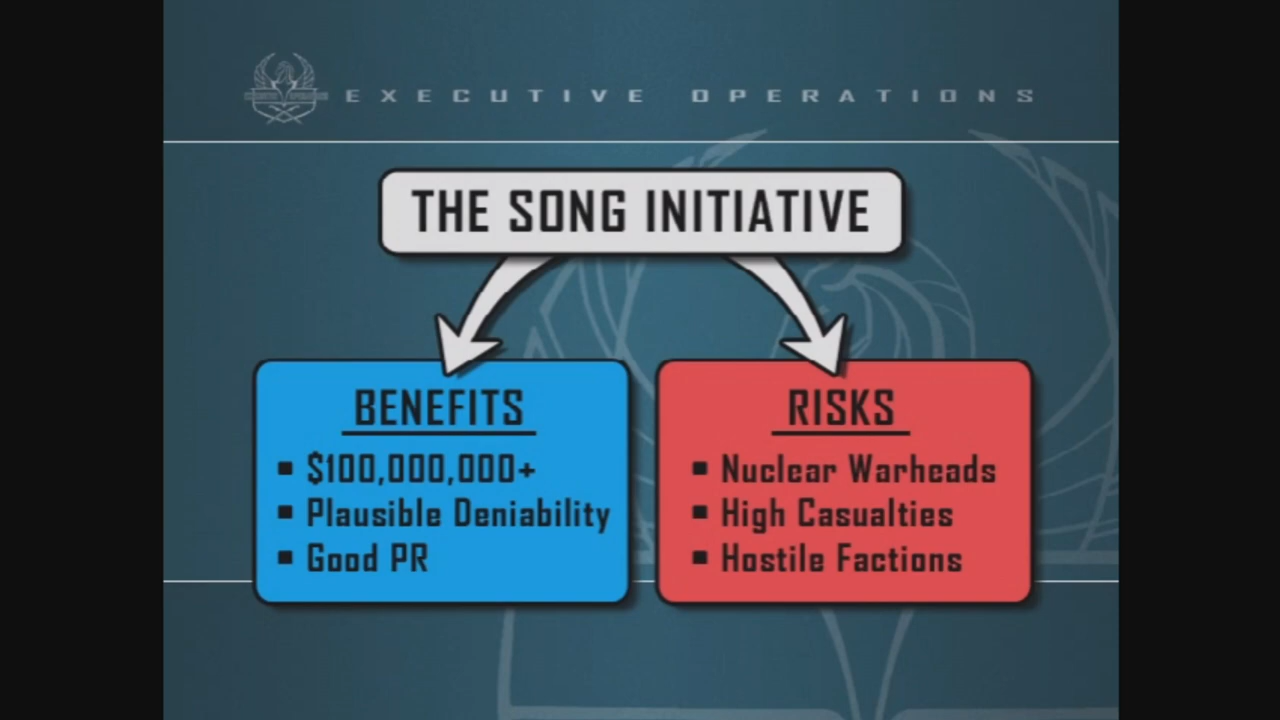 EXECUTIVE OPERATIONS
THE SONG INITIATIVE
BENEFITS
▪ $100,000,000+
▪ Plausible Deniability
▪ Good PR
RISKS
▪ Nuclear Warheads
▪ High Casualties
▪ Hostile Factions